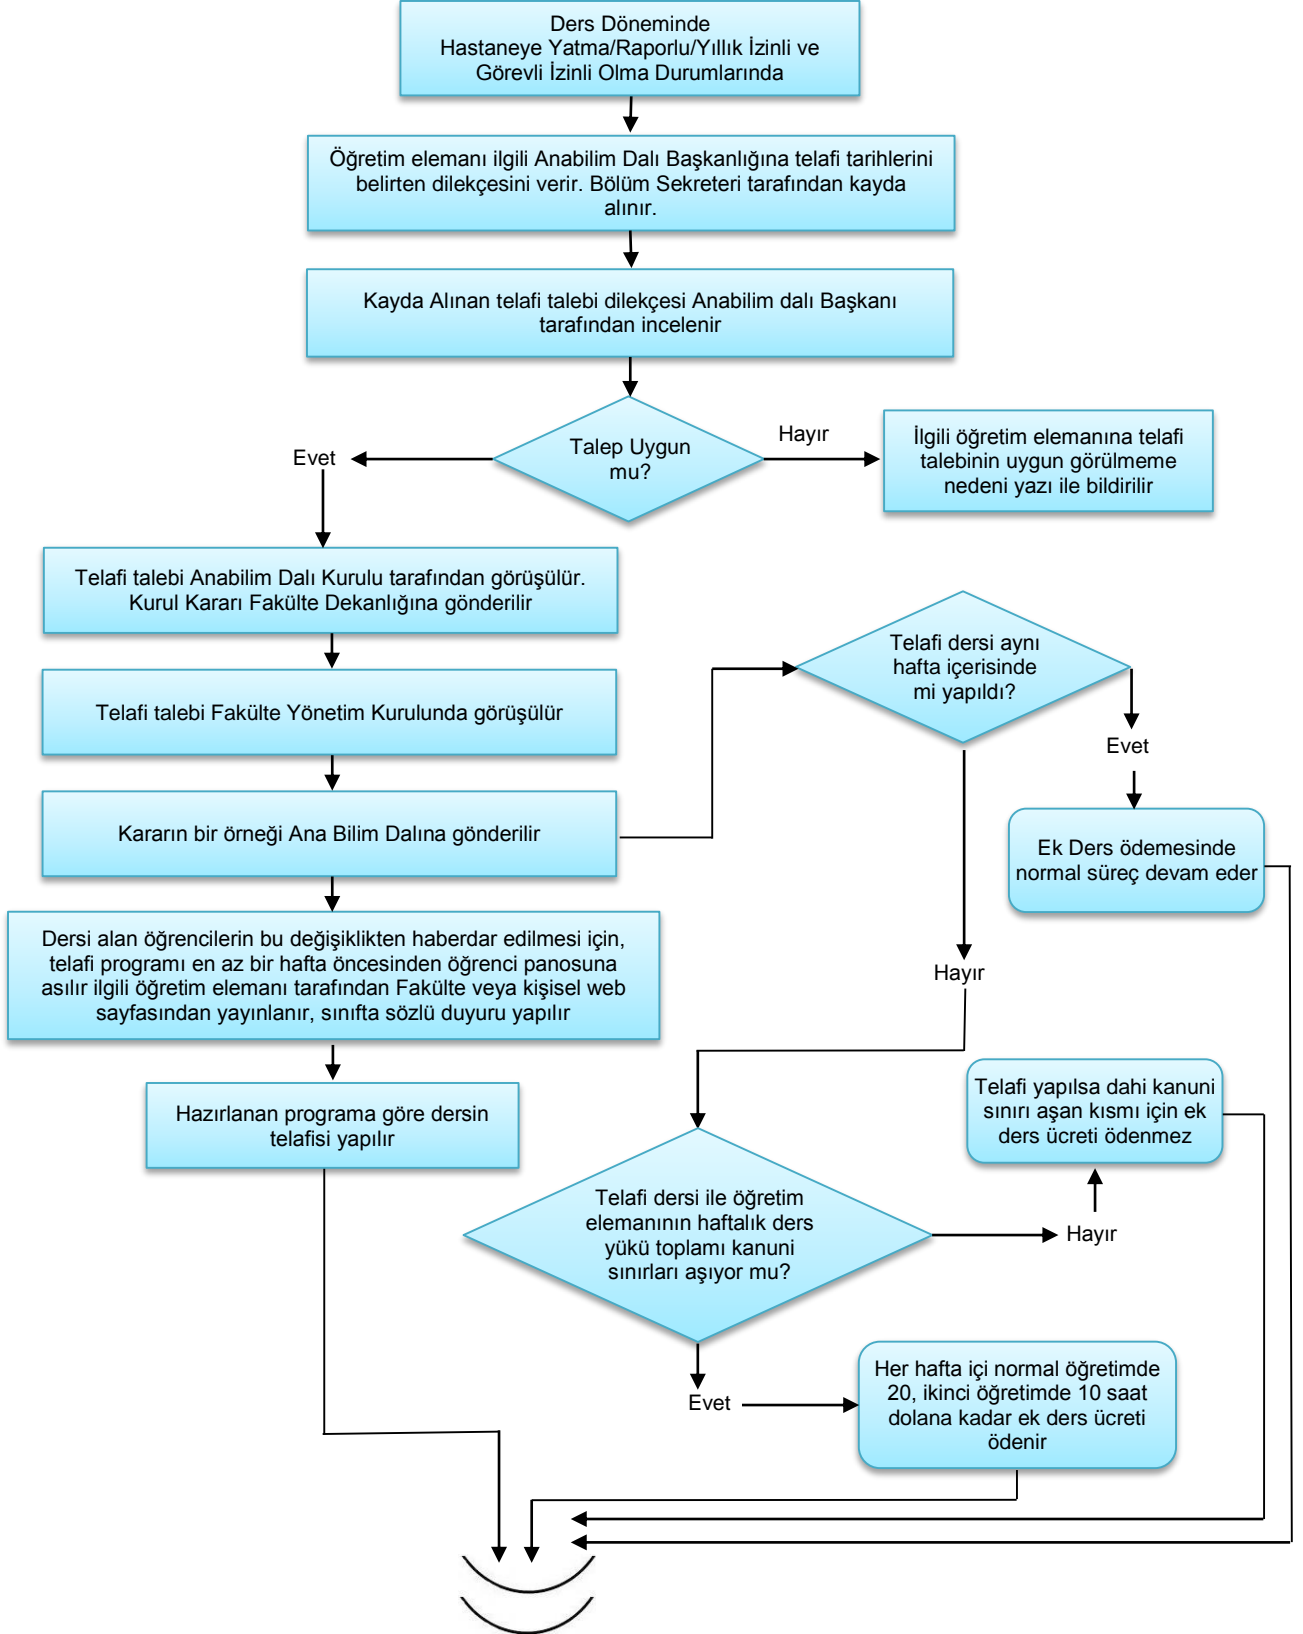 Ders Döneminde
Hastaneye Yatma/Raporlu/Yıllık İzinli ve
Görevli İzinli Olma Durumlarında
Öğretim elemanı ilgili Anabilim Dalı Başkanlığına telafi tarihlerini
belirten dilekçesini verir. Bölüm Sekreteri tarafından kayda
alınır.
Kayda Alınan telafi talebi dilekçesi Anabilim dalı Başkanı
tarafından incelenir
Talep Uygun
mu?
Hayır
İlgili öğretim elemanına telafi
talebinin uygun görülmeme
nedeni yazı ile bildirilir
Evet
Telafi talebi Anabilim Dalı Kurulu tarafından görüşülür.
Kurul Kararı Fakülte Dekanlığına gönderilir
Telafi talebi Fakülte Yönetim Kurulunda görüşülür
Kararın bir örneği Ana Bilim Dalına gönderilir
Dersi alan öğrencilerin bu değişiklikten haberdar edilmesi için,
telafi programı en az bir hafta öncesinden öğrenci panosuna
asılır ilgili öğretim elemanı tarafından Fakülte veya kişisel web
sayfasından yayınlanır, sınıfta sözlü duyuru yapılır
Hazırlanan programa göre dersin
telafisi yapılır
Telafi dersi aynı
hafta içerisinde
mi yapıldı?
Evet
Ek Ders ödemesinde
normal süreç devam eder
Hayır
Telafi dersi ile öğretim
elemanının haftalık ders
yükü toplamı kanuni
sınırları aşıyor mu?
Hayır
Telafi yapılsa dahi kanuni
sınırı aşan kısmı için ek
ders ücreti ödenmez
Evet
Her hafta içi normal öğretimde
20, ikinci öğretimde 10 saat
dolana kadar ek ders ücreti
ödenir